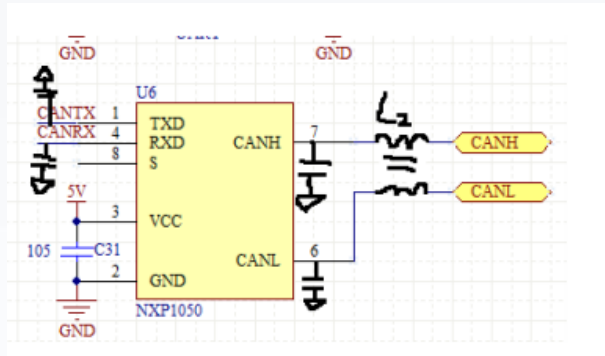 GND
GND
U6
CANTX 1 TXD
CANRX 4 RXD
8 S
CANH 7
L2
CANH
CANL
5V
3 VCC
105 C31
2 GND
CANL 6
NXP1050
GND